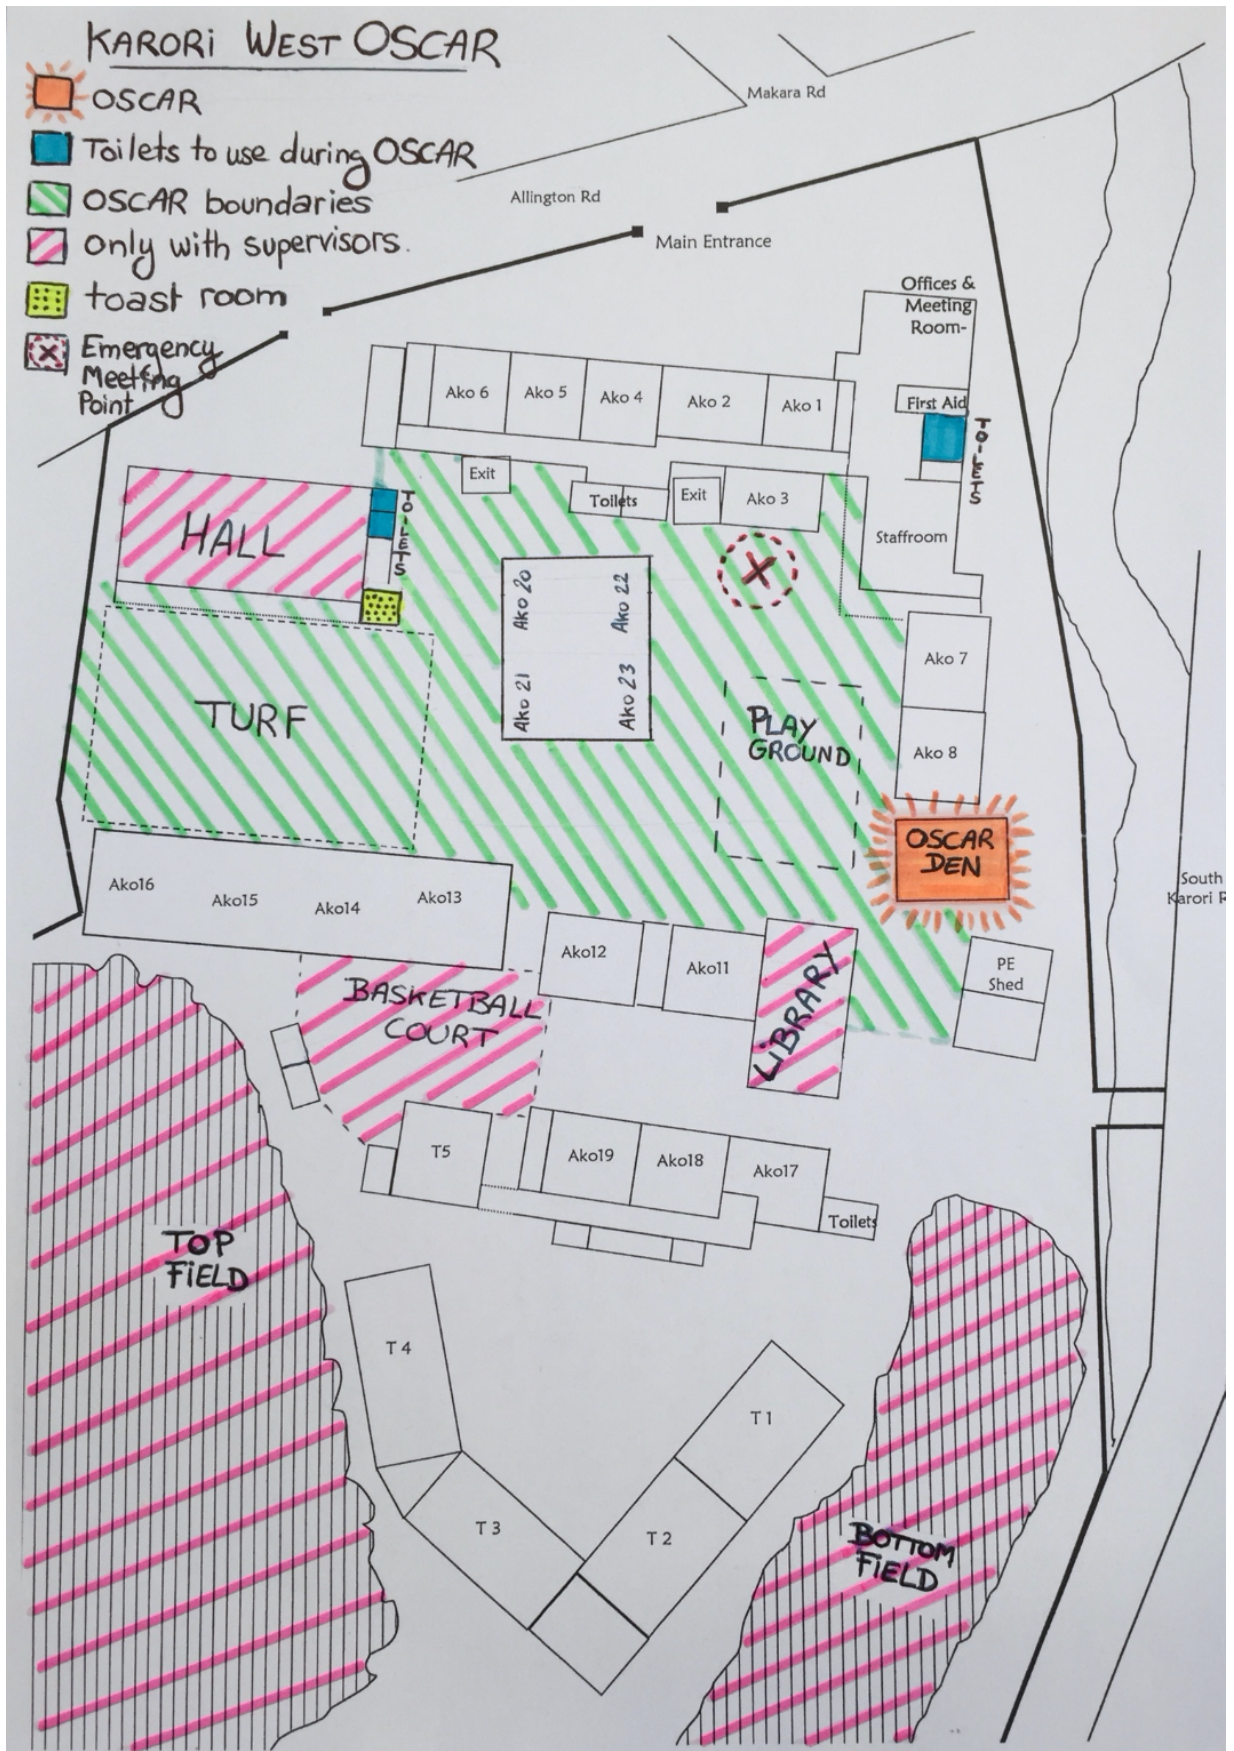 KARORI WEST OSCAR
OSCAR
Toilets to use during OSCAR
OSCAR boundaries
only with supervisors.
toast room
Emergency
Meeting
Point
Makara Rd
Allington Rd
Main Entrance
Offices &
Meeting
Room-
First Aid
TOILETS
Ako 6
Ako 5
Ako 4
Ako 2
Ako 1
Exit
Toilets
Exit
Ako 3
Staffroom
HALL
TOILETS
X
Ako 20
Ako 22
Ako 21
Ako 23
Ako 7
Ako 8
TURF
PLAY
GROUND
OSCAR
DEN
South
Karori R
Ako16
Ako15
Ako14
Ako13
Ako12
Ako11
LIBRARY
PE
Shed
BASKETBALL
COURT
T5
Ako19
Ako18
Ako17
Toilets
TOP
FIELD
T 4
T 3
T 2
T 1
BOTTOM
FIELD